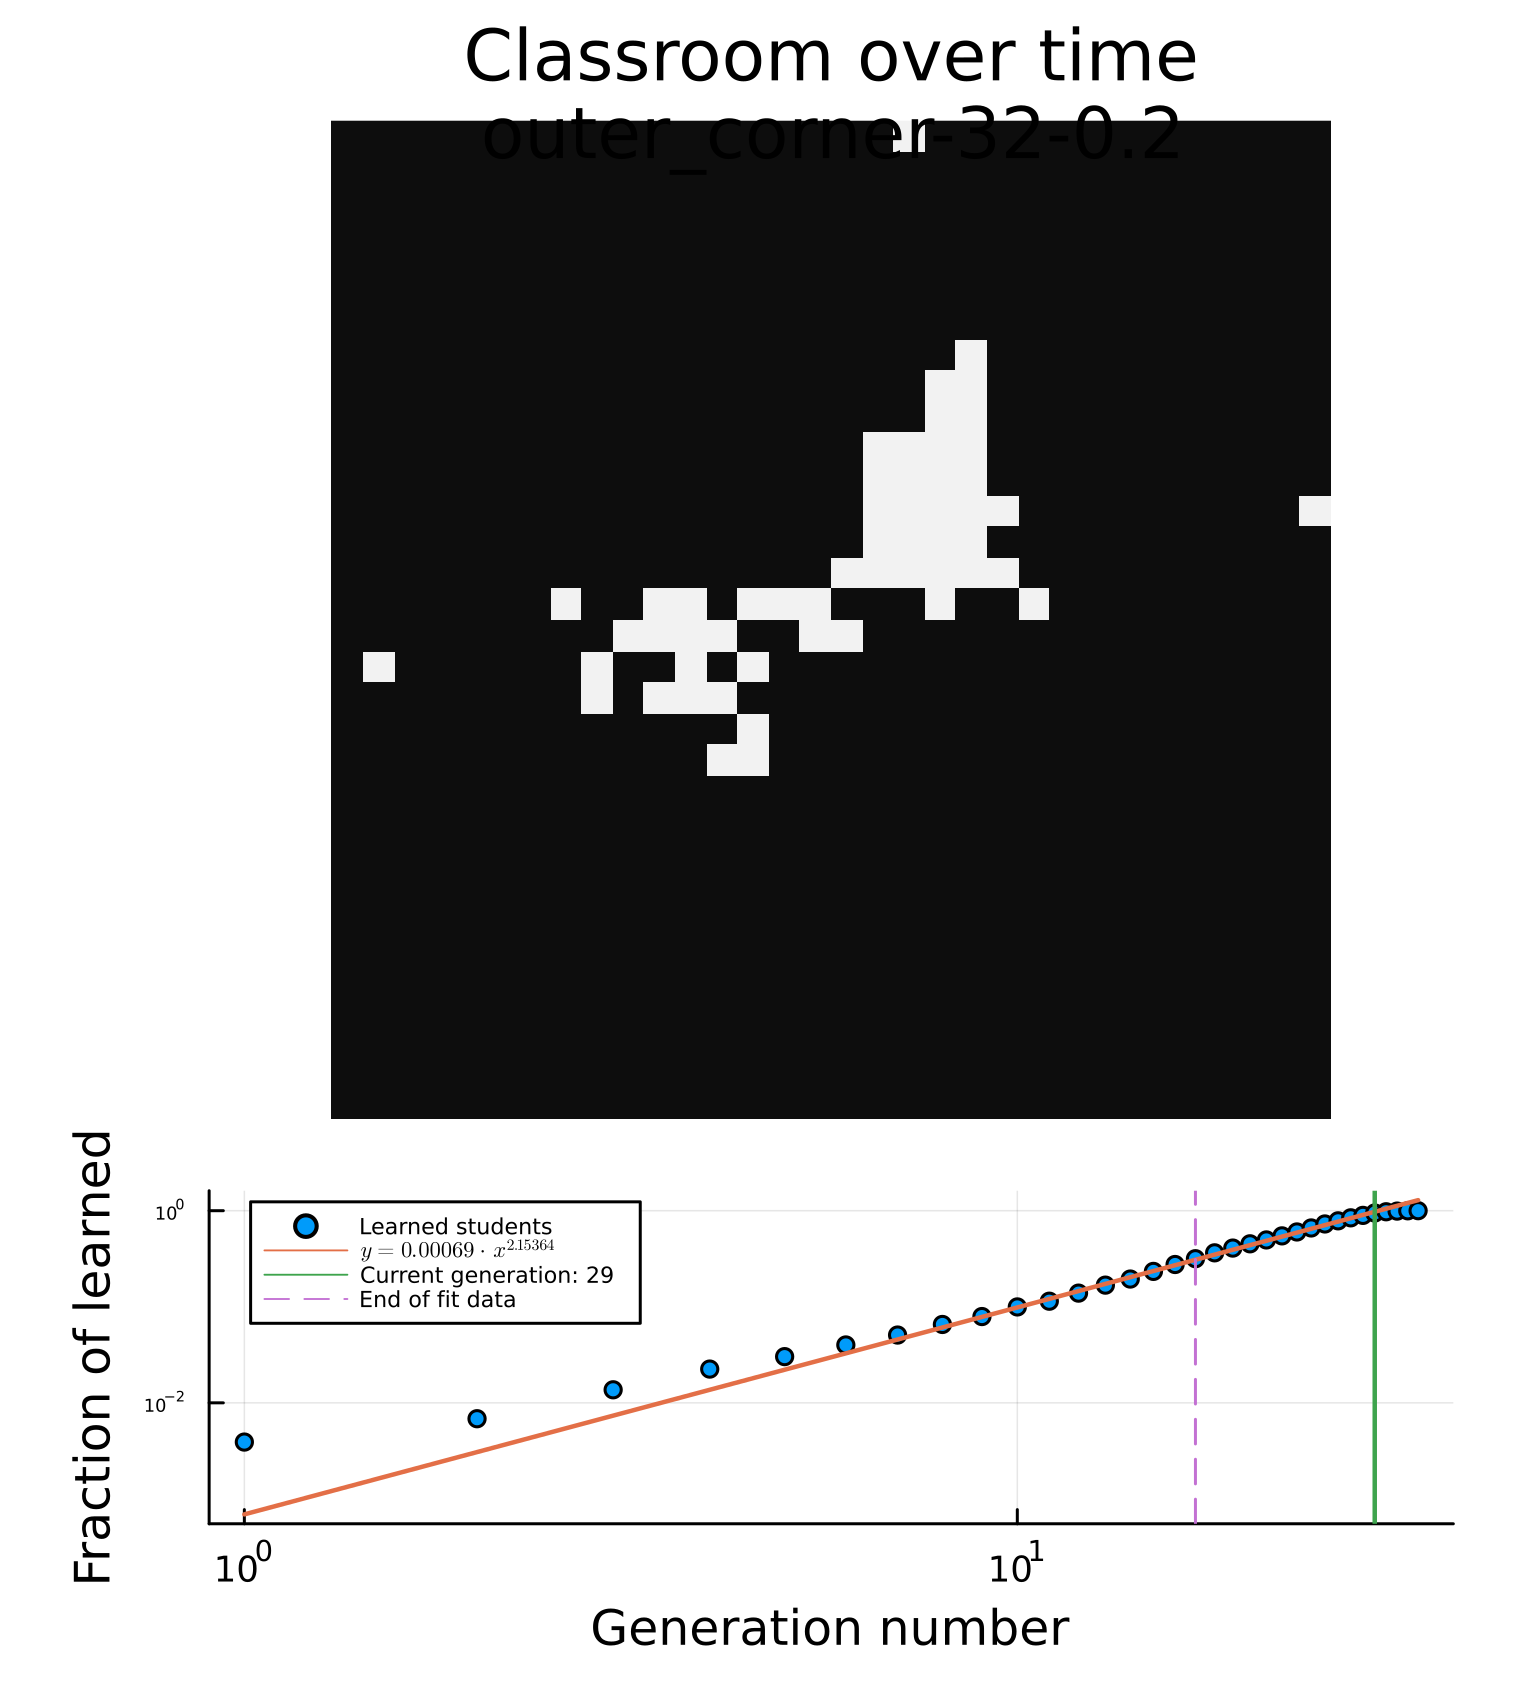 Classroom over time
outer_corner-32-0.2
Fraction of learned
10⁰
10⁻²
Learned students
y = 0.00069 · x^2.15364
Current generation: 29
End of fit data
10⁰
10¹
Generation number